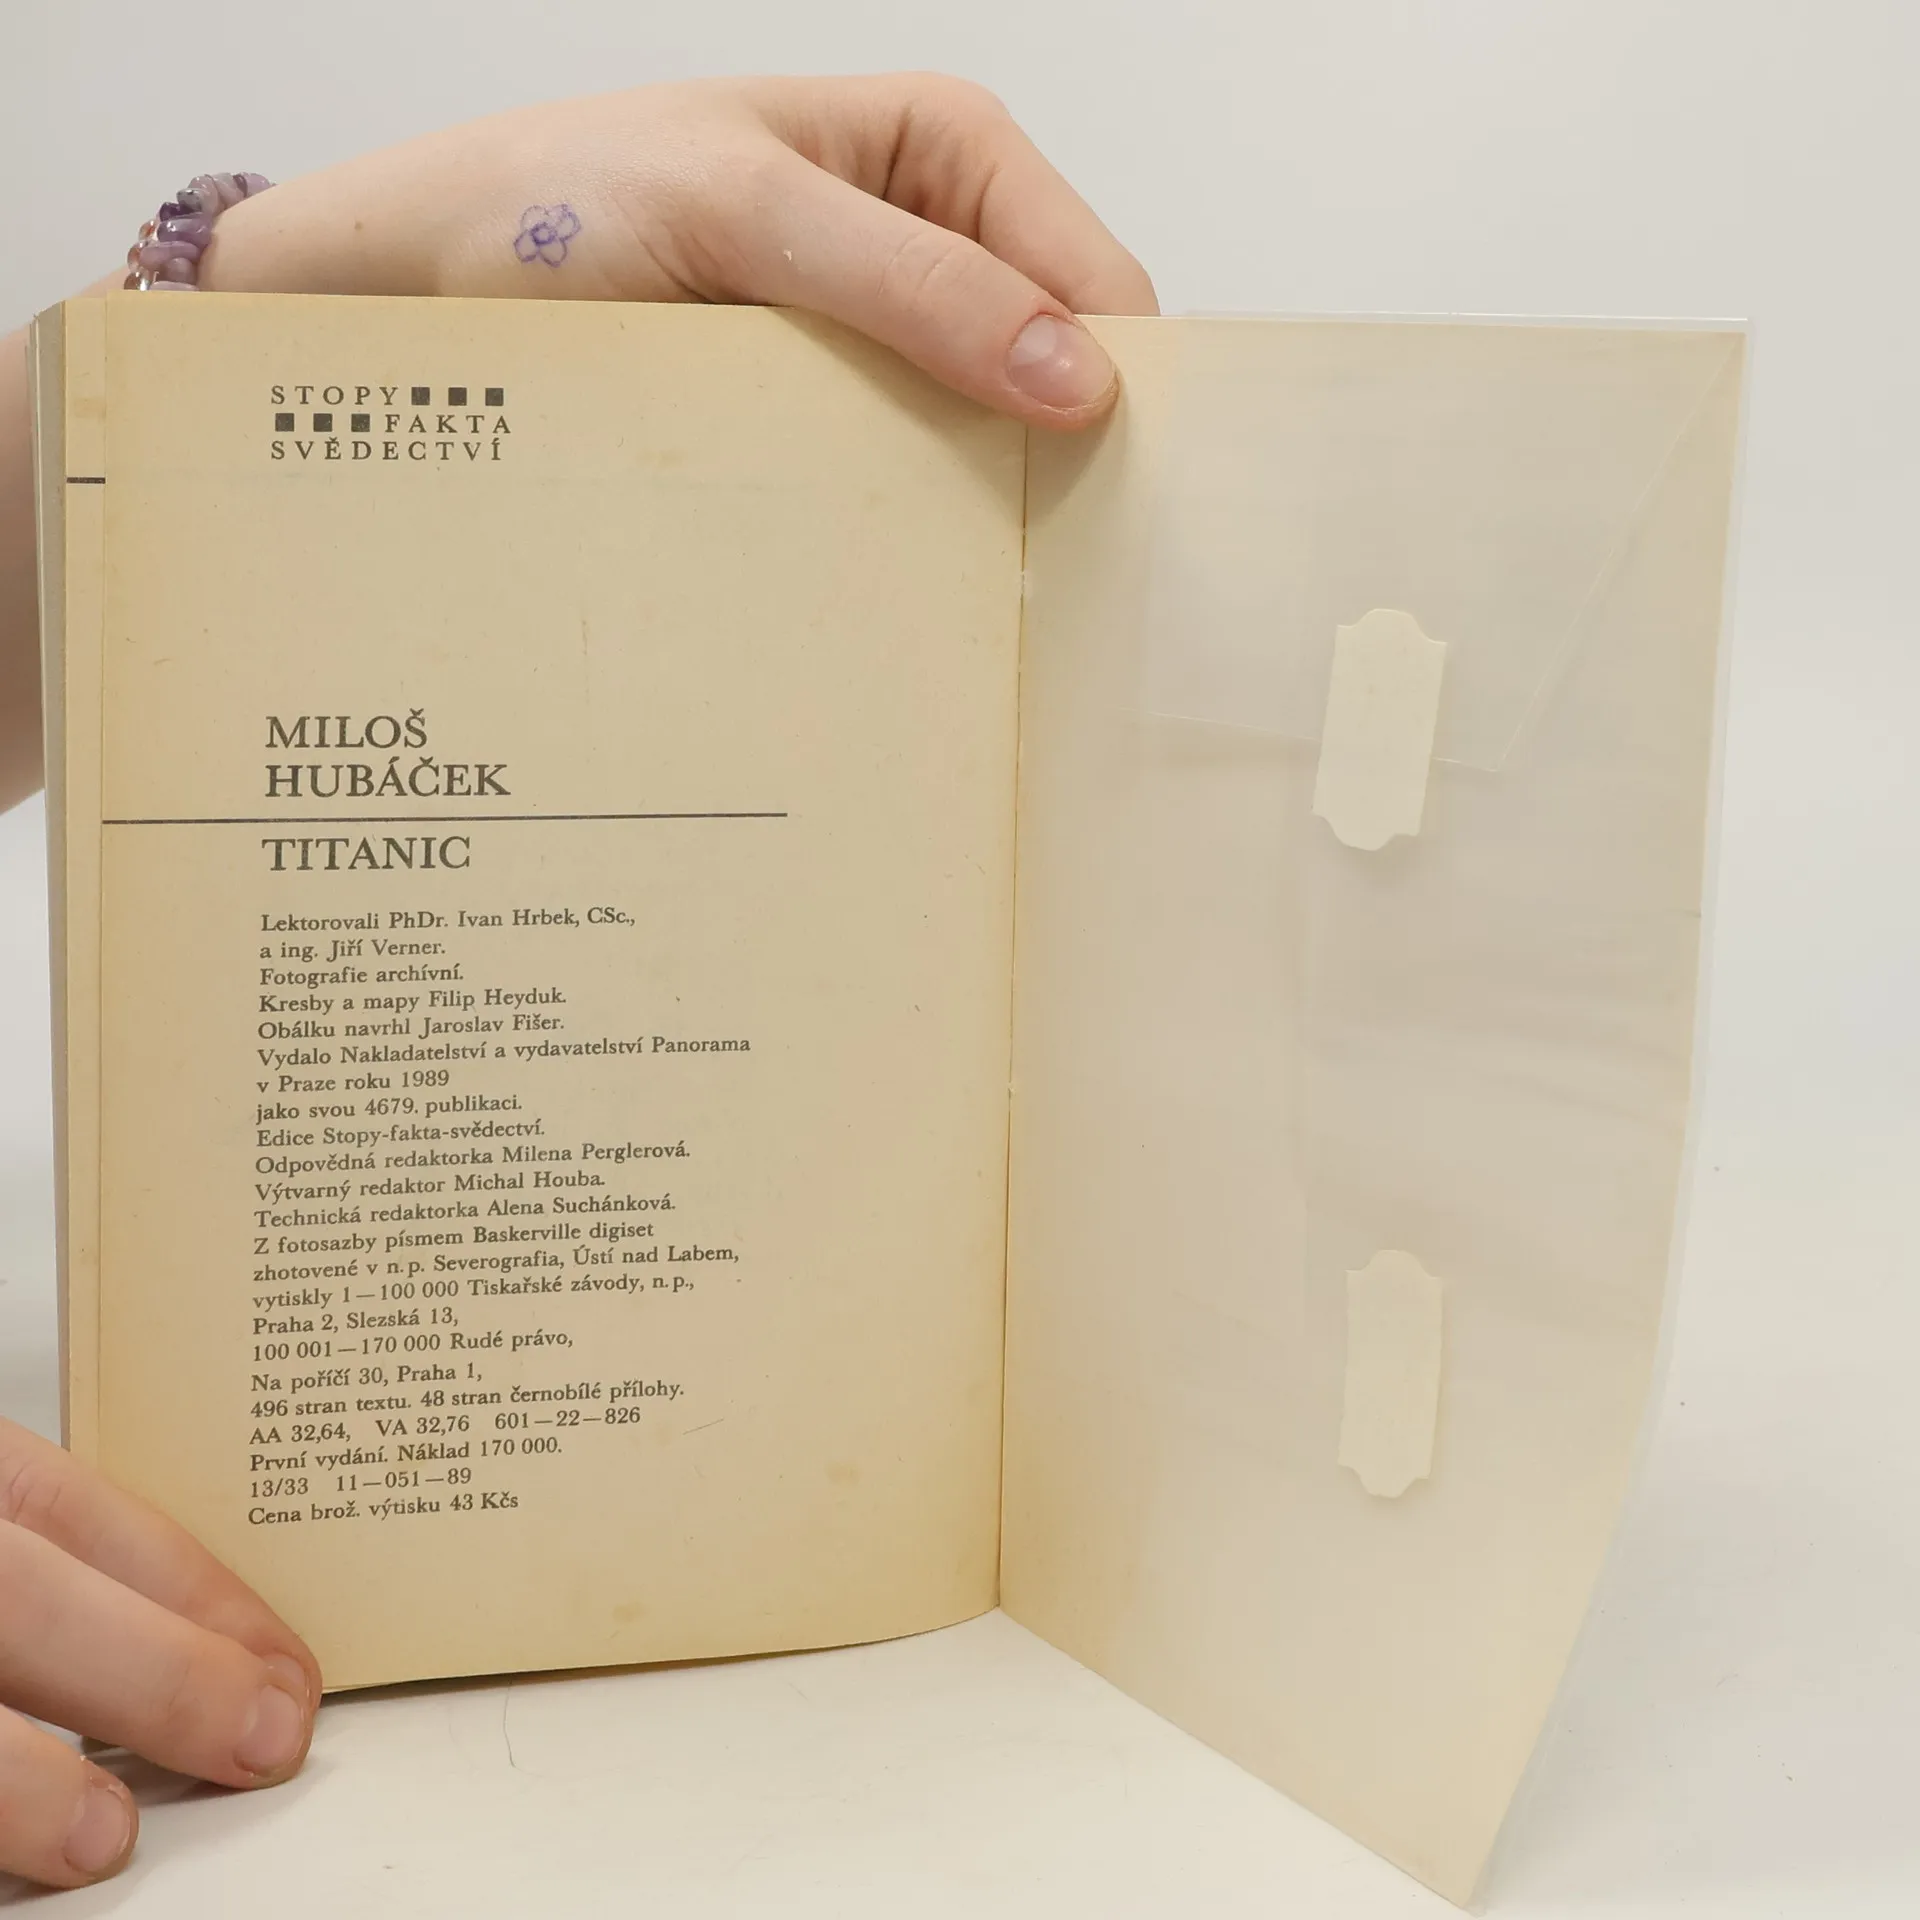 STOPY
FAKTA
SVĚDECTVÍ
MILOŠ
HUBÁČEK
TITANIC
Lektorovali PhDr. Ivan Hrbek, CSc.,
a ing. Jiří Verner.
Fotografie archívní.
Kresby a mapy Filip Heyduk.
Obálku navrhl Jaroslav Fišer.
Vydalo Nakladatelství a vydavatelství Panorama
v Praze roku 1989
jako svou 4679. publikaci.
Edice Stopy-fakta-svědectví.
Odpovědná redaktorka Milena Perglerová.
Výtvarný redaktor Michal Houba.
Technická redaktorka Alena Suchánková.
Z fotosazby písmem Baskerville digiset
zhotovené v n.p. Severografia, Ústí nad Labem,
vytiskly 1—100 000 Tiskařské závody, n.p.,
Praha 2, Slezská 13,
100 001—170 000 Rudé právo,
Na poříčí 30, Praha 1,
496 stran textu. 48 stran černobílé přílohy.
AA 32,64, VA 32,76 601—22—826
První vydání. Náklad 170 000.
13/33 11—051—89
Cena brož. výtisku 43 Kčs